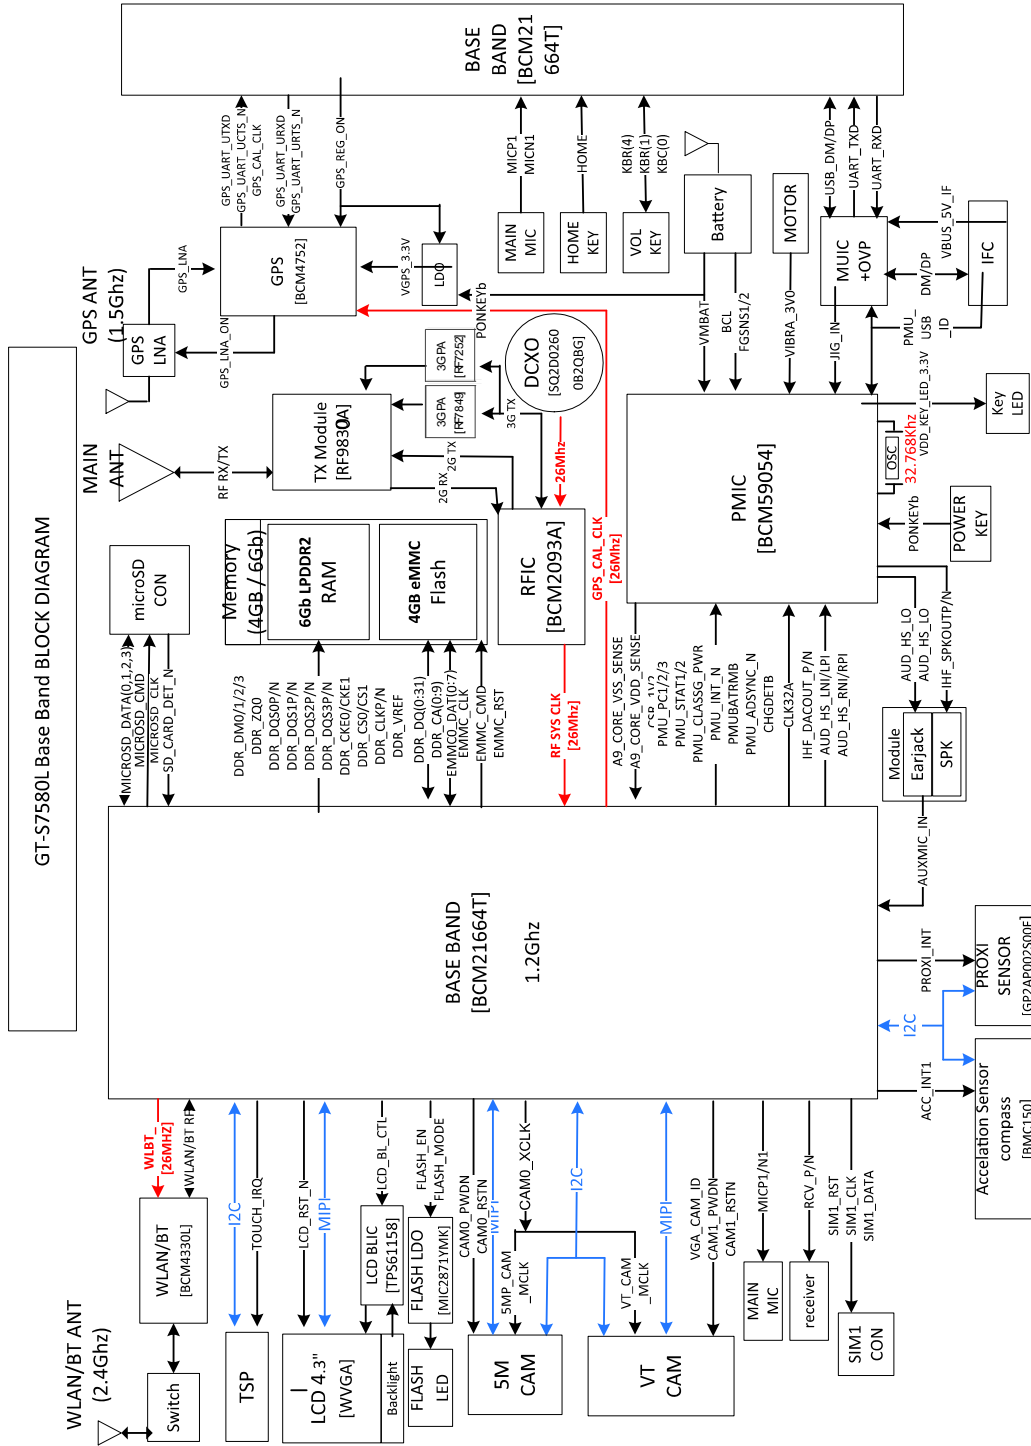 GT-S7580L Base Band BLOCK DIAGRAM
WLAN/BT ANT
(2.4Ghz)
Switch
WLAN/BT
[BCM4330L]
WLBT_
[26MHZ]
WLAN/BT RF
TSP
I2C
TOUCH_IRQ
LCD 4.3"
[WVGA]
Backlight
LCD_RST_N
MIPI
LCD BLIC
[TPS61158]
LCD_BL_CTL
FLASH
LED
FLASH LDO
[MIC2871YMK]
FLASH_EN
FLASH_MODE
5M
CAM
CAM0_PWDN
CAM0_RSTN
MIPI
5MP_CAM
_MCLK
CAM0_XCLK
I2C
VT_CAM
_MCLK
VT
CAM
MIPI
VGA_CAM_ID
CAM1_PWDN
CAM1_RSTN
MAIN
MIC
MICP1/N1
receiver
RCV_P/N
SIM1
CON
SIM1_RST
SIM1_CLK
SIM1_DATA
BASE BAND
[BCM21664T]
1.2Ghz
Accelation Sensor
compass
[BMC150]
ACC_INT1
I2C
PROXI
SENSOR
[GP2AP002S00F]
PROXI_INT
AUXMIC_IN
Module
Earjack
SPK
AUD_HS_LO
AUD_HS_LO
IHF_SPKOUTP/N
microSD
CON
MICROSD_DATA(0,1,2,3)
MICROSD_CMD
MICROSD_CLK
SD_CARD_DET_N
Memory
(4GB / 6Gb)
6Gb LPDDR2
RAM
4GB eMMC
Flash
DDR_DM0/1/2/3
DDR_ZQ0
DDR_DQS0P/N
DDR_DQS1P/N
DDR_DQS2P/N
DDR_DQS3P/N
DDR_CKE0/CKE1
DDR_CS0/CS1
DDR_CLKP/N
DDR_VREF
DDR_DQ(0:31)
DDR_CA(0:9)
EMMC0_DAT(0:7)
EMMC_CLK
EMMC_CMD
EMMC_RST
RFIC
[BCM2093A]
RF SYS CLK
[26Mhz]
GPS_CAL_CLK
[26Mhz]
A9_CORE_VSS_SENSE
A9_CORE_VDD_SENSE
PMU_PC1/2/3
PMU_STAT1/2
PMU_CLASSG_PWR
PMU_INT_N
PMUBATRMB
PMU_ADSYNC_N
CHGDETB
CLK32A
IHF_DACOUT_P/N
AUD_HS_LNI/LPI
AUD_HS_RNI/RPI
PMIC
[BCM59054]
POWER
KEY
PONKEYb
OSC
32.768Khz
VDD_KEY_LED_3.3V
Key
LED
MAIN
ANT
RF RX/TX
TX Module
[RF9830A]
2G RX
2G TX
3G TX
3GPA
[RF7849]
3GPA
[RF7252]
DCXO
[SQ2D0260
0B2QBG]
26Mhz
GPS ANT
(1.5Ghz)
GPS
LNA
GPS_LNA
GPS_LNA_ON
GPS
[BCM4752]
VGPS_3.3V
LDO
PONKEYb
GPS_UART_UTXD
GPS_UART_UCTS_N
GPS_CAL_CLK
GPS_UART_URXD
GPS_UART_URTS_N
GPS_REG_ON
MAIN
MIC
MICP1
MICN1
HOME
KEY
HOME
VOL
KEY
KBR(4)
KBR(1)
KBC(0)
Battery
VMBAT
BCL
FGSNS1/2
MOTOR
VIBRA_3V0
MUIC
+OVP
JIG_IN
PMU_
USB
_ID
USB_DM/DP
UART_TXD
UART_RXD
DM/DP
VBUS_5V_IF
IFC
BASE
BAND
[BCM21
664T]